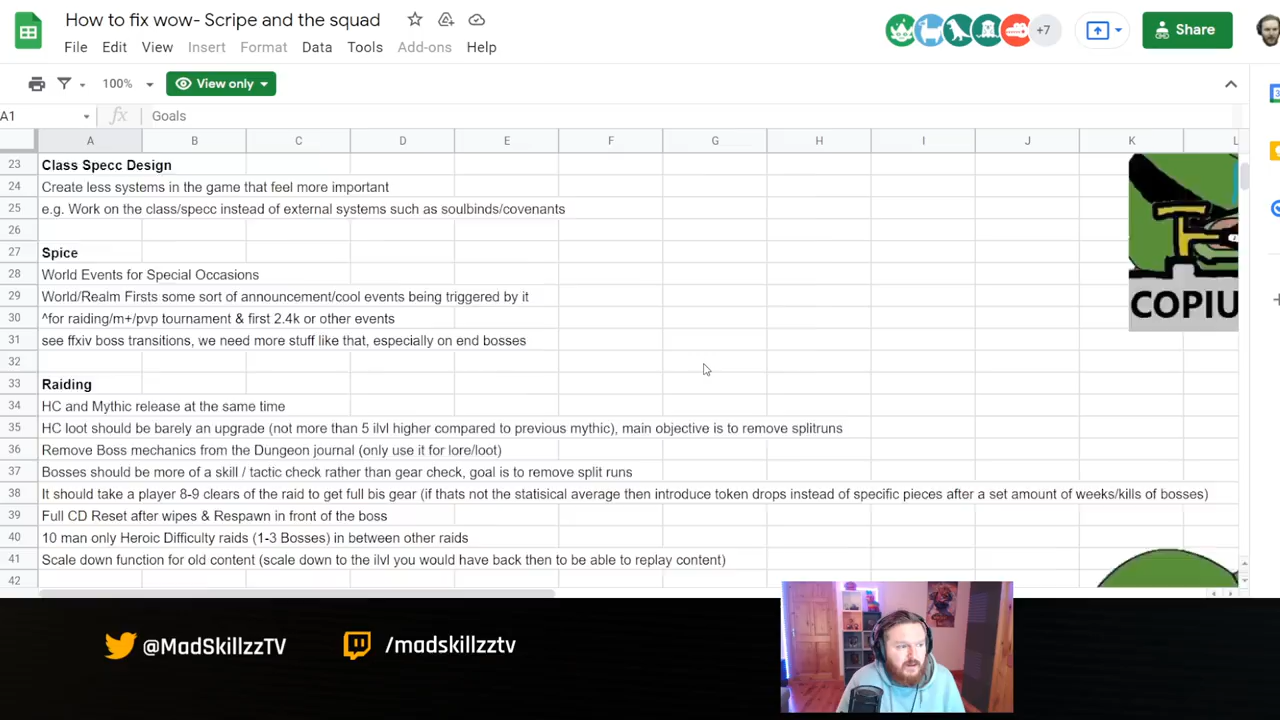 How to fix wow- Scripe and the squad
+7
Share
File Edit View Insert Format Data Tools Add-ons Help
100% View only
A1 fx Goals
A B C D E F G H I J K L
23 Class Specc Design
24 Create less systems in the game that feel more important
25 e.g. Work on the class/specc instead of external systems such as soulbinds/covenants
26
27 Spice
28 World Events for Special Occasions
29 World/Realm Firsts some sort of announcement/cool events being triggered by it
30 ^for raiding/m+/pvp tournament & first 2.4k or other events
31 see ffxiv boss transitions, we need more stuff like that, especially on end bosses
32
33 Raiding
34 HC and Mythic release at the same time
35 HC loot should be barely an upgrade (not more than 5 ilvl higher compared to previous mythic), main objective is to remove splitruns
36 Remove Boss mechanics from the Dungeon journal (only use it for lore/loot)
37 Bosses should be more of a skill / tactic check rather than gear check, goal is to remove split runs
38 It should take a player 8-9 clears of the raid to get full bis gear (if thats not the statisical average then introduce token drops instead of specific pieces after a set amount of weeks/kills of bosses)
39 Full CD Reset after wipes & Respawn in front of the boss
40 10 man only Heroic Difficulty raids (1-3 Bosses) in between other raids
41 Scale down function for old content (scale down to the ilvl you would have back then to be able to replay content)
42
COPIU
@MadSkillzzTV
/madskillzztv